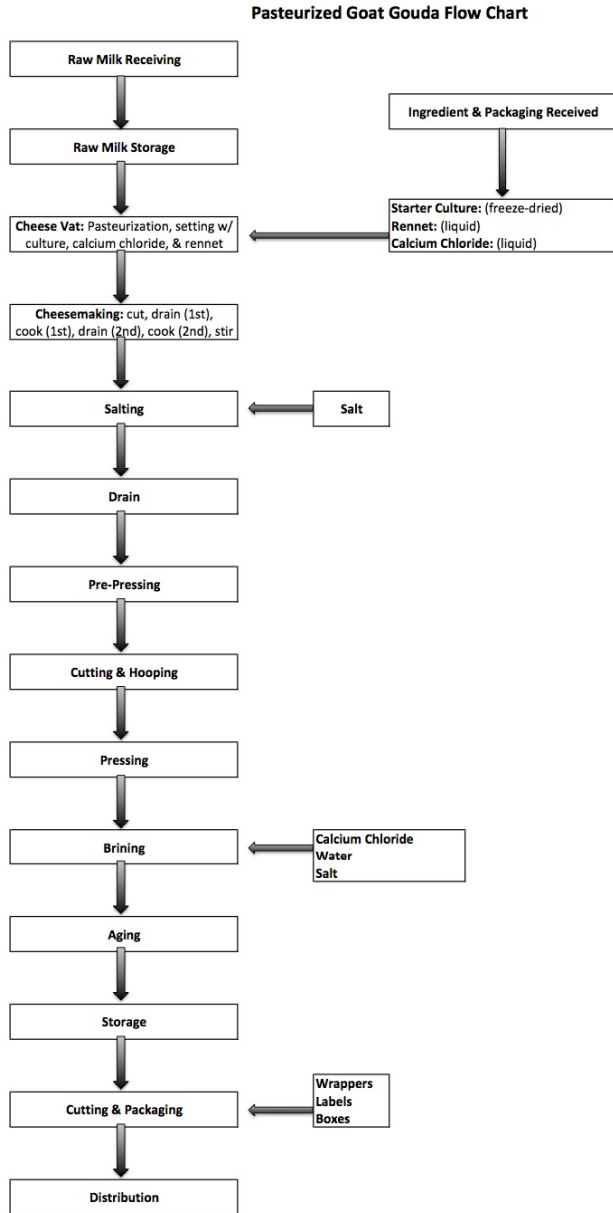 Pasteurized Goat Gouda Flow Chart
Raw Milk Receiving
Ingredient & Packaging Received
Raw Milk Storage
Starter Culture: (freeze-dried)
Rennet: (liquid)
Calcium Chloride: (liquid)
Cheese Vat: Pasteurization, setting w/
culture, calcium chloride, & rennet
Cheesemaking: cut, drain (1st),
cook (1st), drain (2nd), cook (2nd), stir
Salting
Salt
Drain
Pre-Pressing
Cutting & Hooping
Pressing
Brining
Calcium Chloride
Water
Salt
Aging
Storage
Cutting & Packaging
Wrappers
Labels
Boxes
Distribution